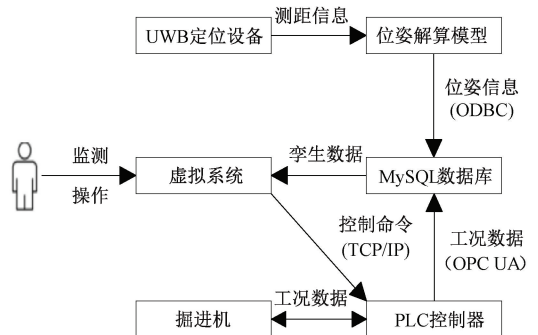 测距信息
UWB定位设备
位姿解算模型
位姿信息
(ODBC)
监测
操作
虚拟系统
孪生数据
MySQL数据库
控制命令
(TCP/IP)
工况数据
（OPC UA）
掘进机
工况数据
PLC控制器